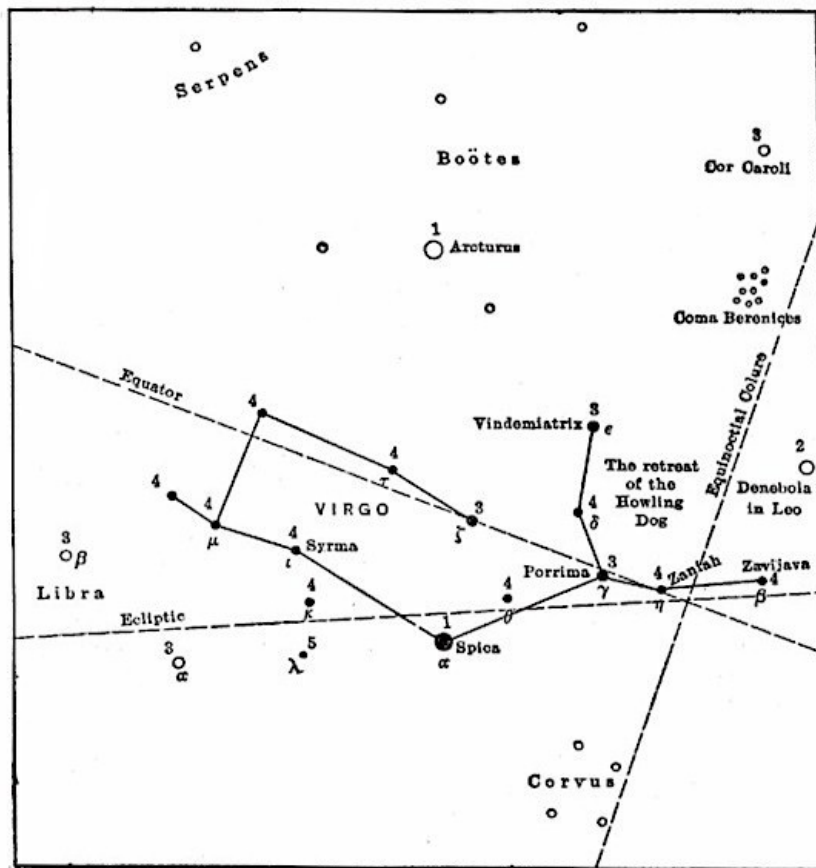 Serpens
Boötes
3
Cor Caroli
1
Arcturus
Coma Berenices
Equator
Equinoctial Colure
4
3
Vindemiatrix
ε
4
τ
The retreat
of the
Howling
Dog
2
Denebola
in Leo
4
VIRGO
3
ζ
4
δ
4
μ
4
Syrma
ι
3
β
Libra
Porrima
3
γ
4
Zaniah
η
Zavijava
4
β
4
κ
4
θ
Ecliptic
1
Spica
α
3
α
5
λ
Corvus